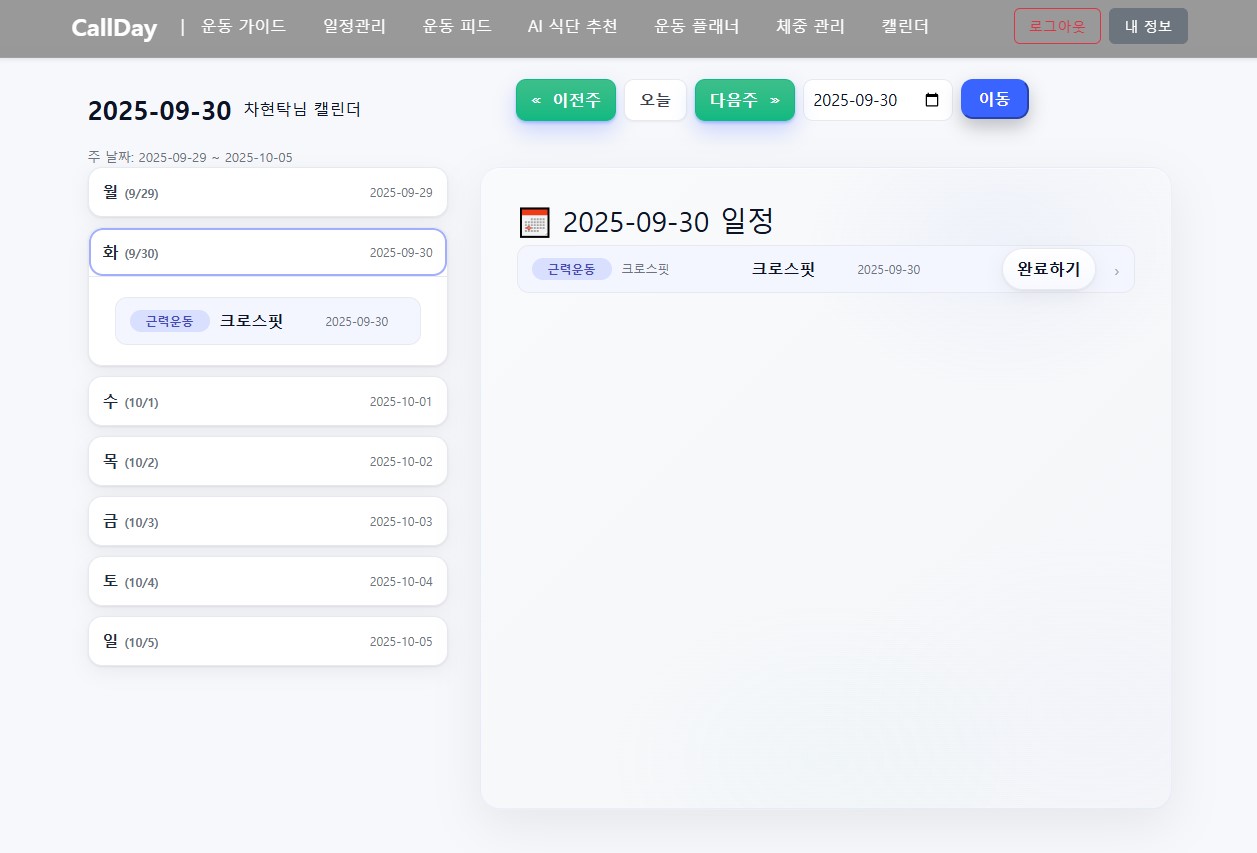 CallDay | 운동 가이드 일정관리 운동 피드 AI 식단 추천 운동 플래너 체중 관리 캘린더 로그아웃 내 정보
2025-09-30 차현탁님 캘린더
« 이전주 오늘 다음주 » 2025-09-30 이동
주 날짜: 2025-09-29 ~ 2025-10-05
월 (9/29) 2025-09-29
화 (9/30) 2025-09-30
근력운동 크로스핏 2025-09-30
수 (10/1) 2025-10-01
목 (10/2) 2025-10-02
금 (10/3) 2025-10-03
토 (10/4) 2025-10-04
일 (10/5) 2025-10-05
2025-09-30 일정
근력운동 크로스핏 크로스핏 2025-09-30 완료하기 ›